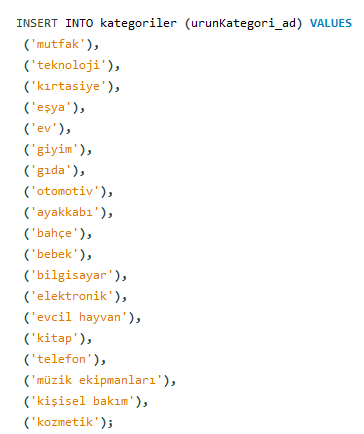 INSERT INTO kategoriler (urunKategori_ad) VALUES
('mutfak'),
('teknoloji'),
('kırtasiye'),
('eşya'),
('ev'),
('giyim'),
('gıda'),
('otomotiv'),
('ayakkabı'),
('bahçe'),
('bebek'),
('bilgisayar'),
('elektronik'),
('evcil hayvan'),
('kitap'),
('telefon'),
('müzik ekipmanları'),
('kişisel bakım'),
('kozmetik');